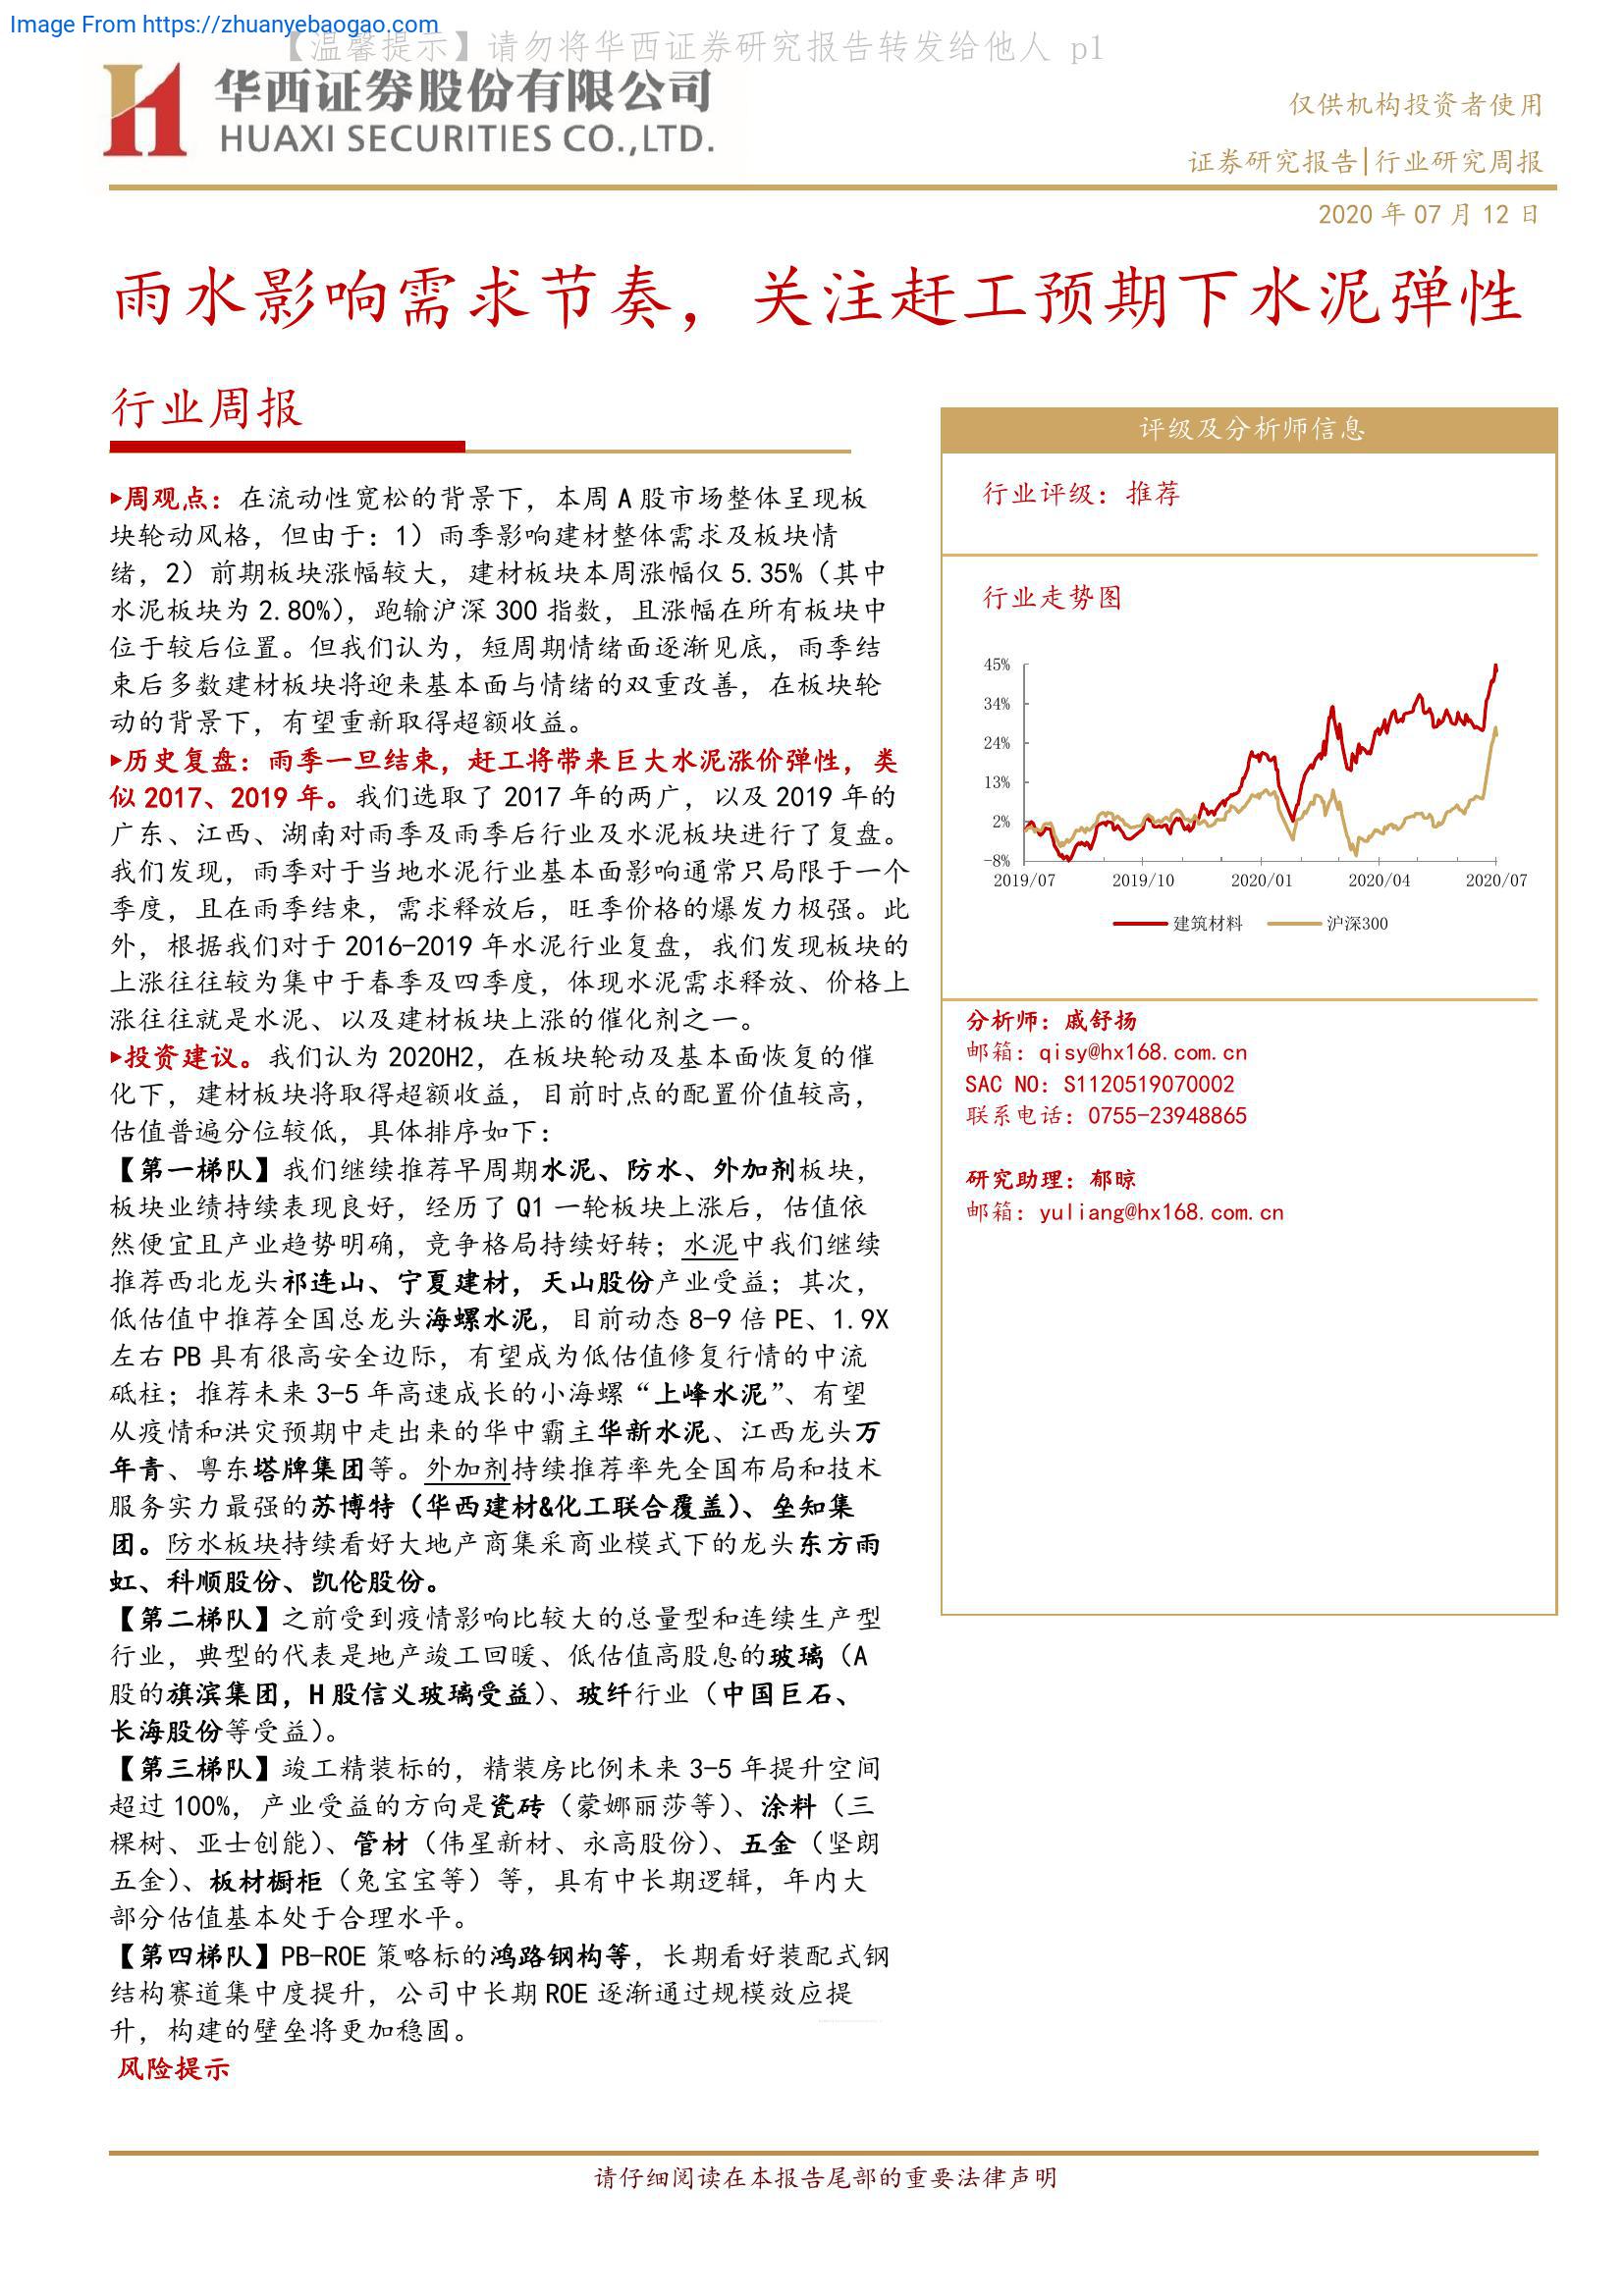 Image From https://zhuanyebaogao.com
【温馨提示】请勿将华西证券研究报告转发给他人 p1
华西证券股份有限公司
HUAXI SECURITIES CO.,LTD.
仅供机构投资者使用
证券研究报告|行业研究周报
2020 年 07 月 12 日
雨水影响需求节奏，关注赶工预期下水泥弹性
行业周报
▸周观点：在流动性宽松的背景下，本周 A 股市场整体呈现板
块轮动风格，但由于：1）雨季影响建材整体需求及板块情
绪，2）前期板块涨幅较大，建材板块本周涨幅仅 5.35%（其中
水泥板块为 2.80%），跑输沪深 300 指数，且涨幅在所有板块中
位于较后位置。但我们认为，短周期情绪面逐渐见底，雨季结
束后多数建材板块将迎来基本面与情绪的双重改善，在板块轮
动的背景下，有望重新取得超额收益。
▸历史复盘：雨季一旦结束，赶工将带来巨大水泥涨价弹性，类
似 2017、2019 年。我们选取了 2017 年的两广，以及 2019 年的
广东、江西、湖南对雨季及雨季后行业及水泥板块进行了复盘。
我们发现，雨季对于当地水泥行业基本面影响通常只局限于一个
季度，且在雨季结束，需求释放后，旺季价格的爆发力极强。此
外，根据我们对于 2016-2019 年水泥行业复盘，我们发现板块的
上涨往往较为集中于春季及四季度，体现水泥需求释放、价格上
涨往往就是水泥、以及建材板块上涨的催化剂之一。
▸投资建议。我们认为 2020H2，在板块轮动及基本面恢复的催
化下，建材板块将取得超额收益，目前时点的配置价值较高，
估值普遍分位较低，具体排序如下：
【第一梯队】我们继续推荐早周期水泥、防水、外加剂板块，
板块业绩持续表现良好，经历了 Q1 一轮板块上涨后，估值依
然便宜且产业趋势明确，竞争格局持续好转；水泥中我们继续
推荐西北龙头祁连山、宁夏建材，天山股份产业受益；其次，
低估值中推荐全国总龙头海螺水泥，目前动态 8-9 倍 PE、1.9X
左右 PB 具有很高安全边际，有望成为低估值修复行情的中流
砥柱；推荐未来 3-5 年高速成长的小海螺“上峰水泥”、有望
从疫情和洪灾预期中走出来的华中霸主华新水泥、江西龙头万
年青、粤东塔牌集团等。外加剂持续推荐率先全国布局和技术
服务实力最强的苏博特（华西建材&化工联合覆盖）、垒知集
团。防水板块持续看好大地产商集采商业模式下的龙头东方雨
虹、科顺股份、凯伦股份。
【第二梯队】之前受到疫情影响比较大的总量型和连续生产型
行业，典型的代表是地产竣工回暖、低估值高股息的玻璃（A
股的旗滨集团，H 股信义玻璃受益）、玻纤行业（中国巨石、
长海股份等受益）。
【第三梯队】竣工精装标的，精装房比例未来 3-5 年提升空间
超过 100%，产业受益的方向是瓷砖（蒙娜丽莎等）、涂料（三
棵树、亚士创能）、管材（伟星新材、永高股份）、五金（坚朗
五金）、板材橱柜（兔宝宝等）等，具有中长期逻辑，年内大
部分估值基本处于合理水平。
【第四梯队】PB-ROE 策略标的鸿路钢构等，长期看好装配式钢
结构赛道集中度提升，公司中长期 ROE 逐渐通过规模效应提
升，构建的壁垒将更加稳固。
风险提示
评级及分析师信息
行业评级：推荐
行业走势图
45%
34%
24%
13%
2%
-8%
2019/07 2019/10 2020/01 2020/04 2020/07
建筑材料 沪深300
分析师：戚舒扬
邮箱：qisy@hx168.com.cn
SAC NO：S1120519070002
联系电话：0755-23948865
研究助理：郁晾
邮箱：yuliang@hx168.com.cn
请仔细阅读在本报告尾部的重要法律声明